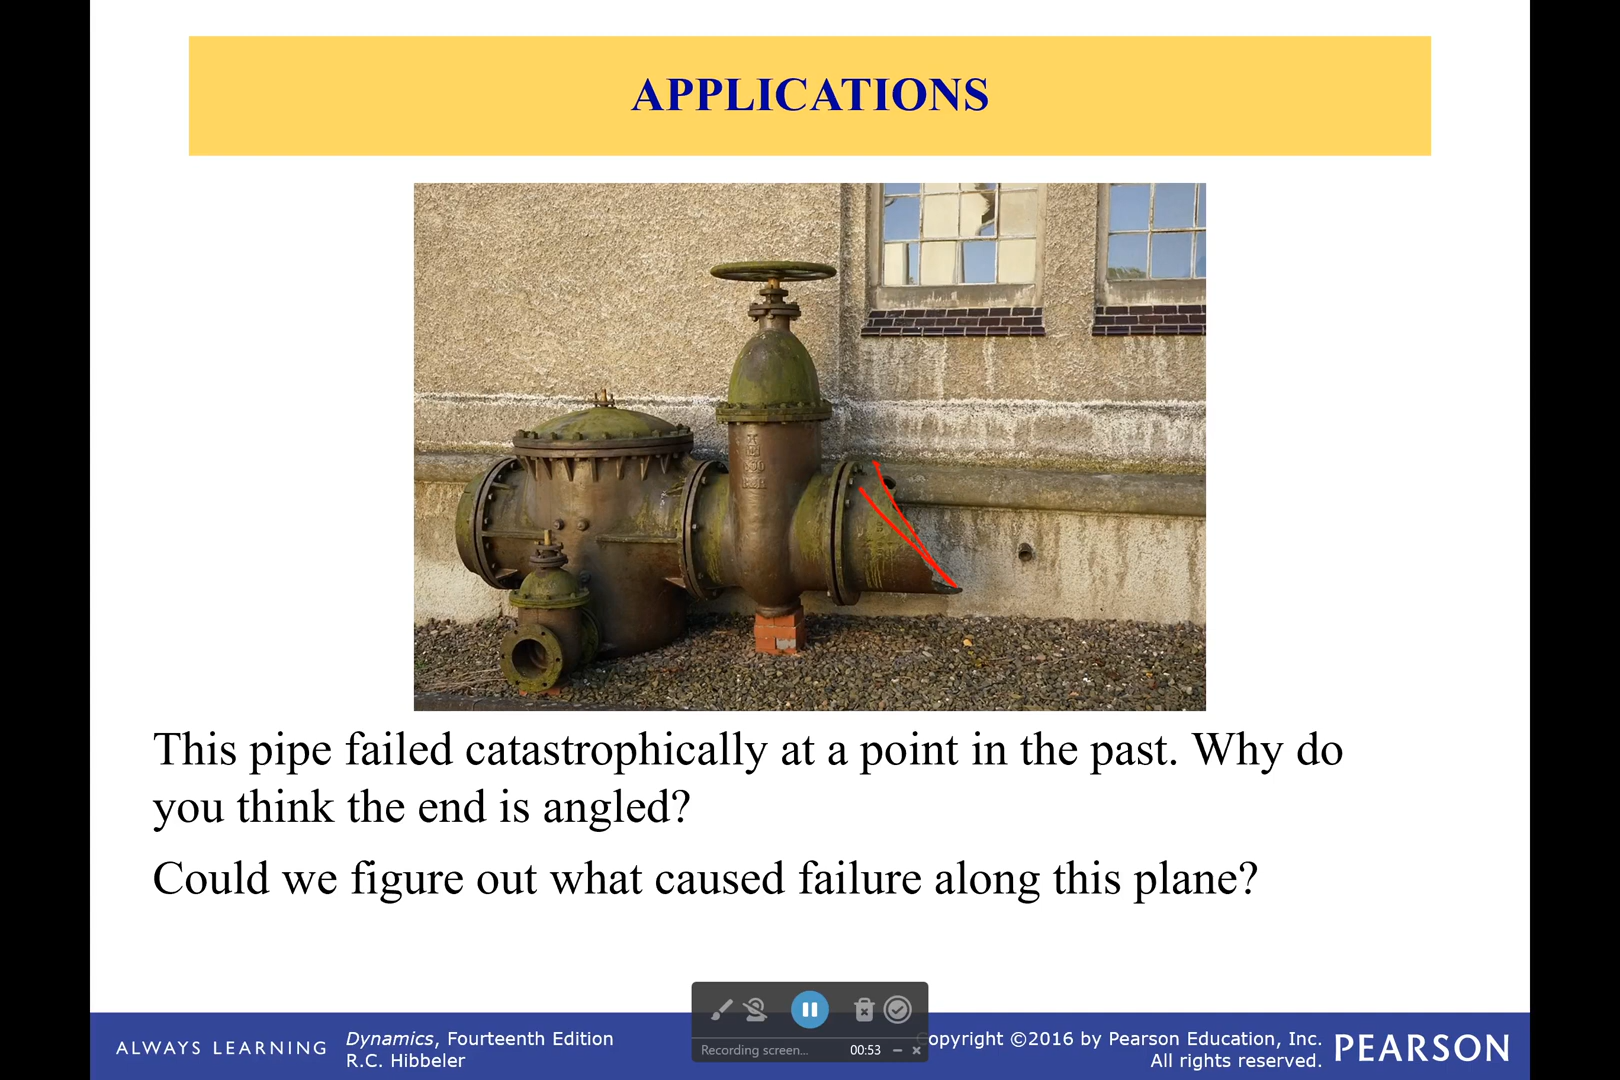 APPLICATIONS
This pipe failed catastrophically at a point in the past. Why do
you think the end is angled?
Could we figure out what caused failure along this plane?
ALWAYS LEARNING
Dynamics, Fourteenth Edition
R.C. Hibbeler
Recording screen...
00:53
opyright ©2016 by Pearson Education, Inc.
All rights reserved.
PEARSON